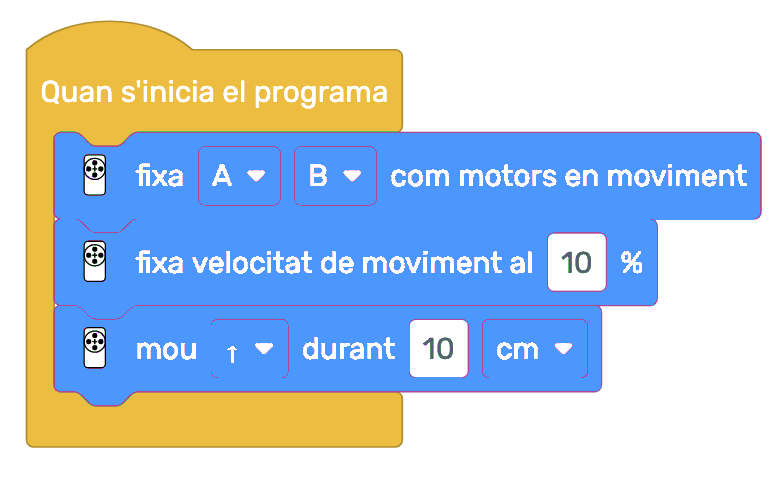 Quan s'inicia el programa
fixa A B com motors en moviment
fixa velocitat de moviment al 10 %
mou ↑ durant 10 cm